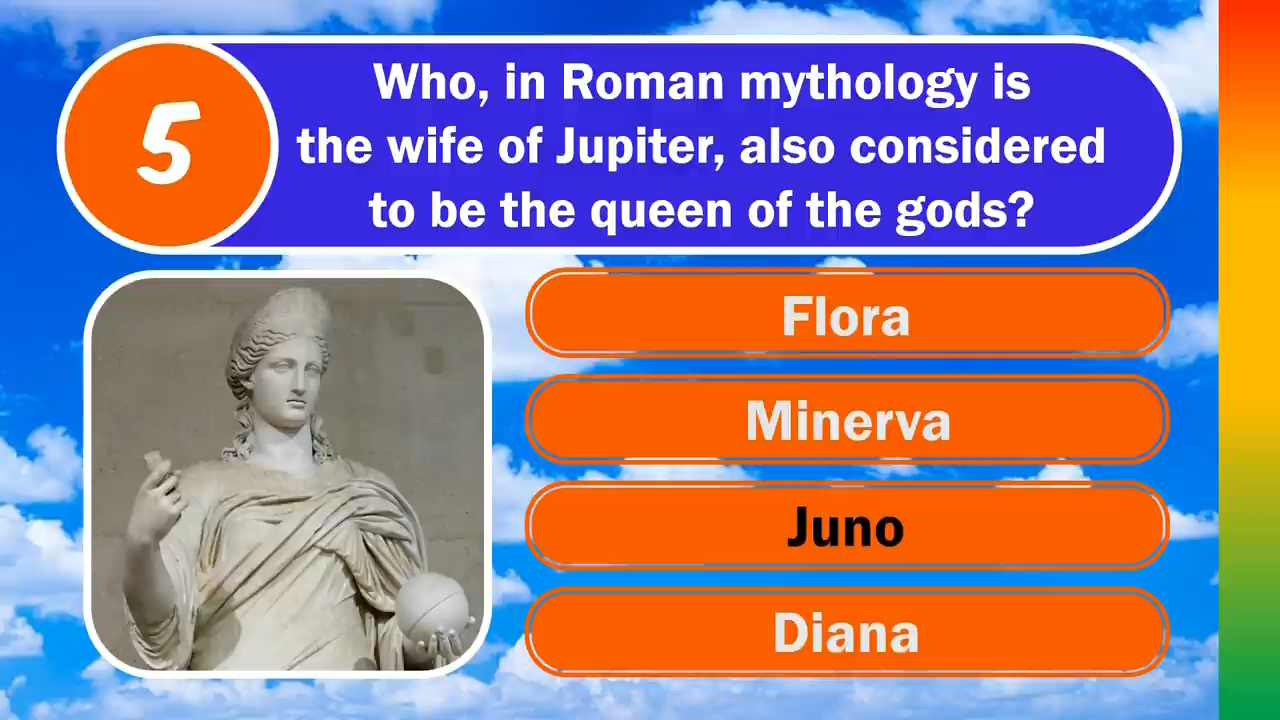 5
Who, in Roman mythology is
the wife of Jupiter, also considered
to be the queen of the gods?
Flora
Minerva
Juno
Diana